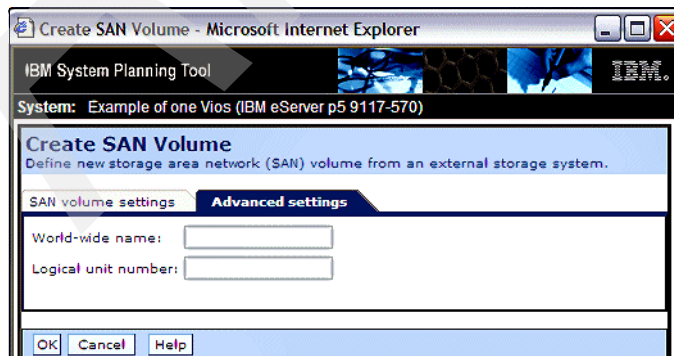 Create SAN Volume - Microsoft Internet Explorer
IBM System Planning Tool
IBM.
System: Example of one Vios (IBM eServer p5 9117-570)
Create SAN Volume
Define new storage area network (SAN) volume from an external storage system.
SAN volume settings Advanced settings
World-wide name:
Logical unit number:
OK Cancel Help